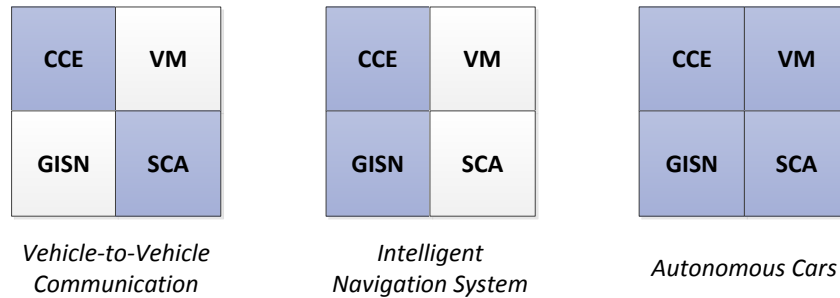 CCE VM
GISN SCA
Vehicle-to-Vehicle
Communication
CCE VM
GISN SCA
Intelligent
Navigation System
CCE VM
GISN SCA
Autonomous Cars